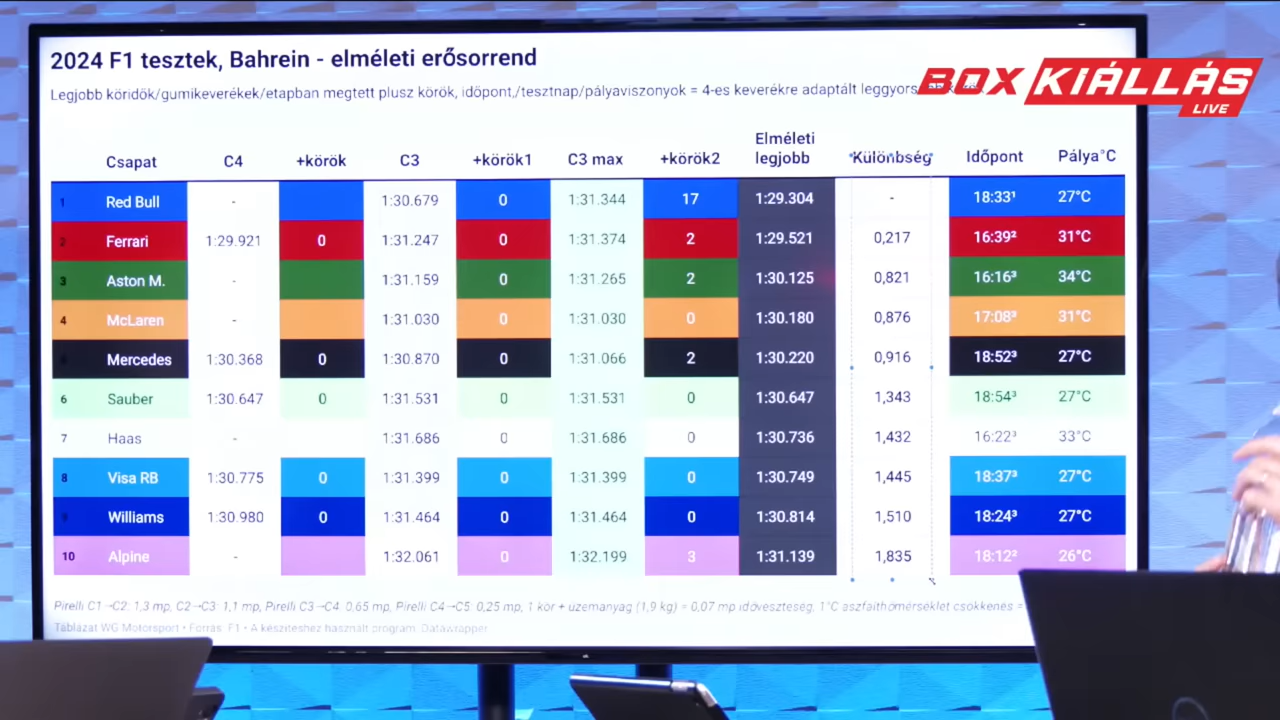 2024 F1 tesztek, Bahrein - elméleti erősorrend
BOX KIÁLLÁS
LIVE
Legjobb köridők/gumikeverékek/etapban megtett plusz körök, időpont,/tesztnap/pályaviszonyok = 4-es keverékre adaptált
Csapat C4 +körök C3 +körök1 C3 max +körök2 Elméleti legjobb Különbség Időpont Pálya°C
1 Red Bull - 1:30.679 0 1:31.344 17 1:29.304 - 18:33¹ 27°C
2 Ferrari 1:29.921 0 1:31.247 0 1:31.374 2 1:29.521 0,217 16:39² 31°C
3 Aston M. - 1:31.159 0 1:31.265 2 1:30.125 0,821 16:16³ 34°C
4 McLaren - 1:31.030 0 1:31.030 0 1:30.180 0,876 17:08³ 31°C
Mercedes 1:30.368 0 1:30.870 0 1:31.066 2 1:30.220 0,916 18:52³ 27°C
6 Sauber 1:30.647 0 1:31.531 0 1:31.531 0 1:30.647 1,343 18:54³ 27°C
7 Haas - 1:31.686 0 1:31.686 0 1:30.736 1,432 16:22³ 33°C
8 Visa RB 1:30.775 0 1:31.399 0 1:31.399 0 1:30.749 1,445 18:37³ 27°C
9 Williams 1:30.980 0 1:31.464 0 1:31.464 0 1:30.814 1,510 18:24³ 27°C
10 Alpine - 1:32.061 0 1:32.199 3 1:31.139 1,835 18:12² 26°C
Pirelli C1→C2: 1,3 mp, C2→C3: 1,1 mp, Pirelli C3→C4: 0,65 mp, Pirelli C4→C5: 0,25 mp, 1 kör + üzemanyag (1,9 kg) = 0,07 mp időveszteség, 1°C aszfalthőmérséklet csökkenés =
Táblázat WG Motorsport • Forrás: F1 • A készítéshez használt program: Datawrapper